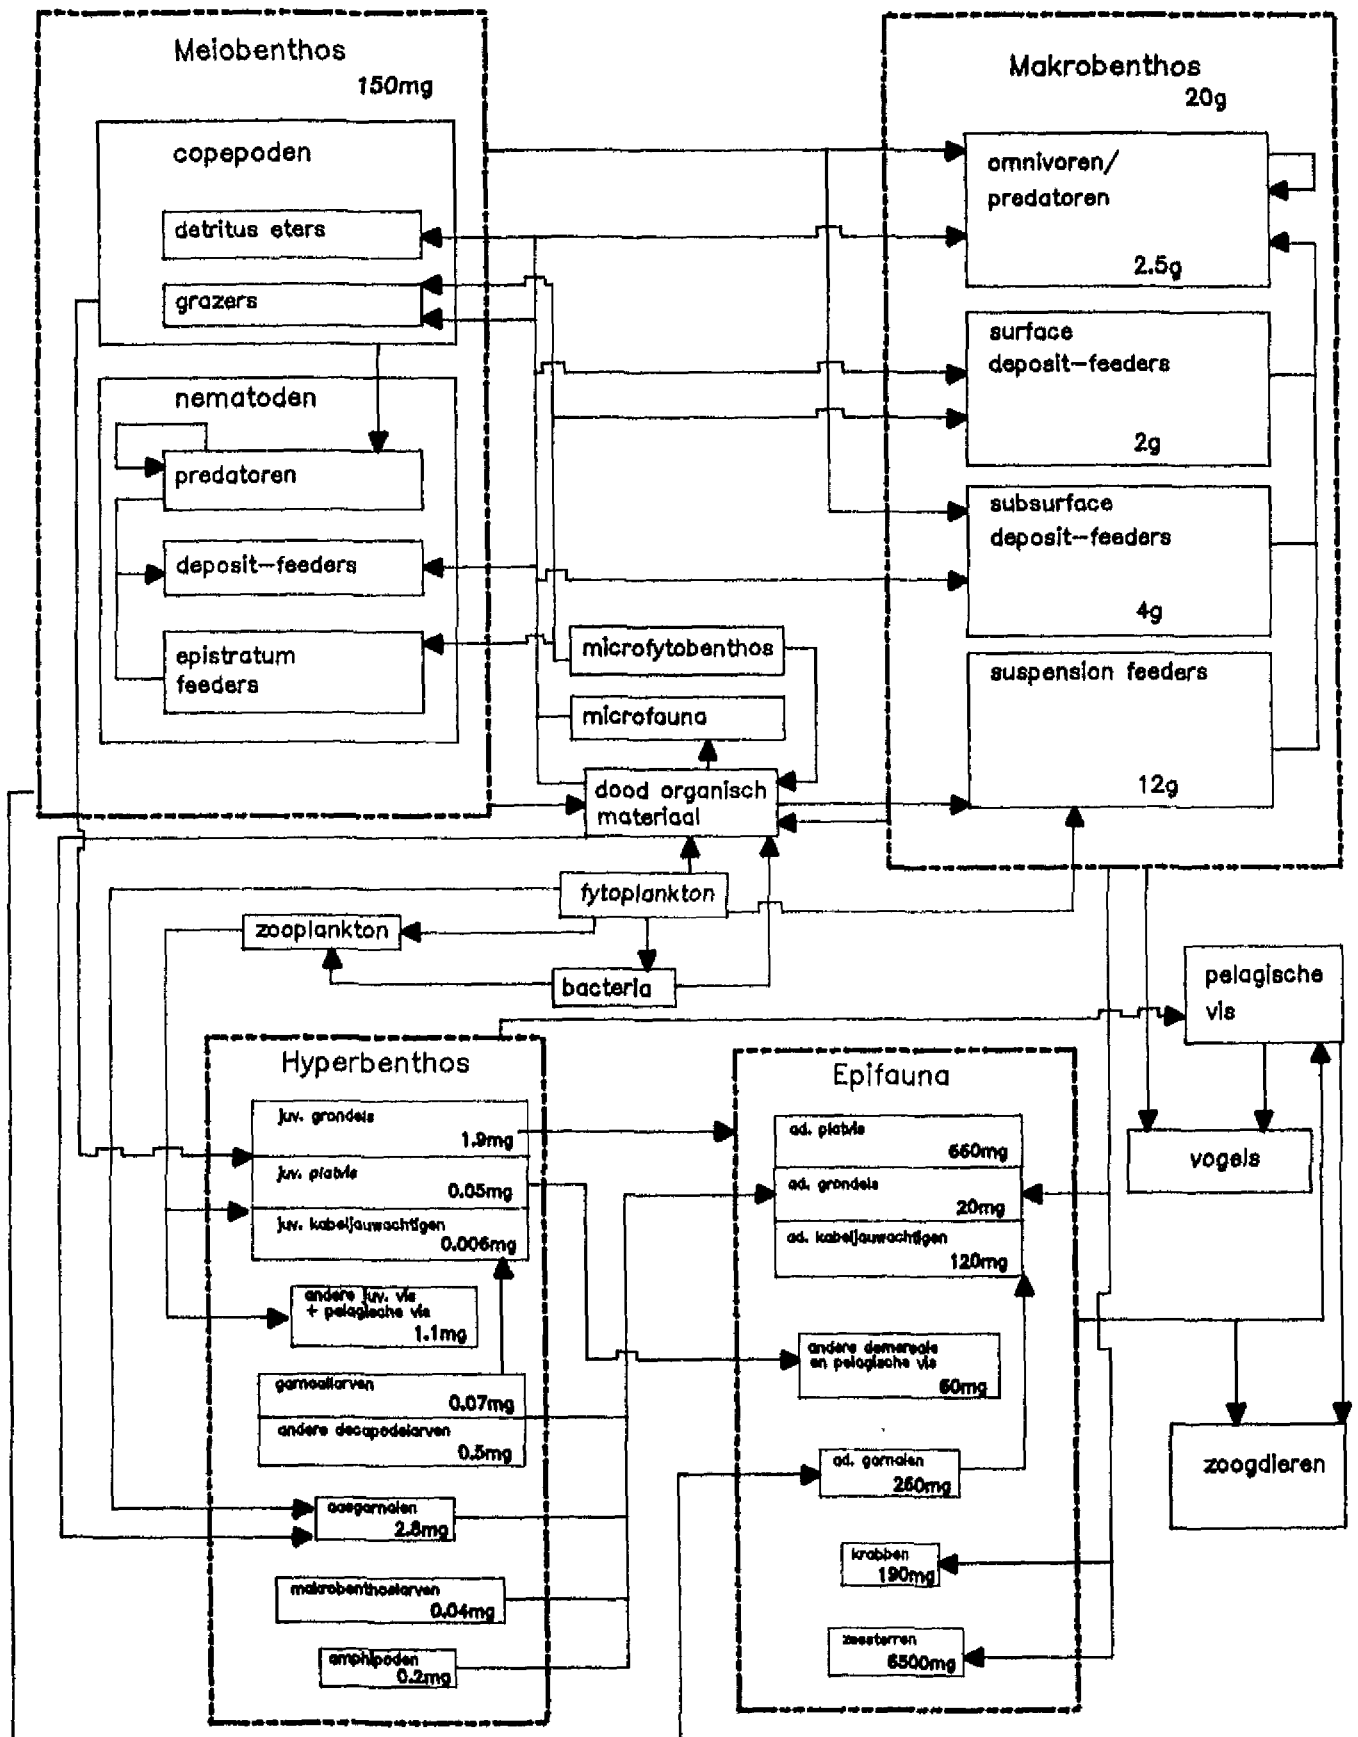 Meiobenthos
150mg
copepoden
detritus eters
grazers
nematoden
predatoren
deposit-feeders
epistratum
feeders
Makrobenthos
20g
omnivoren/
predatoren
2.5g
surface
deposit-feeders
2g
subsurface
deposit-feeders
4g
suspension feeders
12g
microfytobenthos
microfauna
dood organisch
materiaal
fytoplankton
zooplankton
bacteria
pelagische
vis
vogels
zoogdieren
Hyperbenthos
juv. grondels
1.9mg
juv. platvis
0.05mg
juv. kabeljauwachtigen
0.006mg
andere juv. vis
+ pelagische vis
1.1mg
garnaallarven
0.07mg
andere decapodelarven
0.5mg
aasgarnalen
2.8mg
makrobenthoslarven
0.04mg
amphipoden
0.2mg
Epifauna
ad. platvis
660mg
ad. grondels
20mg
ad. kabeljauwachtigen
120mg
andere demersale
en pelagische vis
60mg
ad. garnalen
260mg
krabben
190mg
zeesterren
6500mg